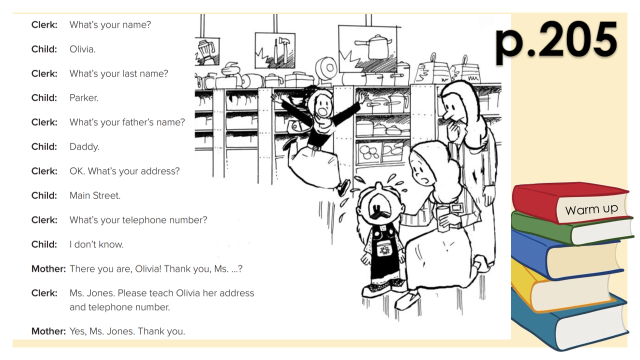 p.205
Clerk: What's your name?
Child: Olivia.
Clerk: What's your last name?
Child: Parker.
Clerk: What's your father's name?
Child: Daddy.
Clerk: OK. What's your address?
Child: Main Street.
Clerk: What's your telephone number?
Child: I don't know.
Mother: There you are, Olivia! Thank you, Ms. ...?
Clerk: Ms. Jones. Please teach Olivia her address
and telephone number.
Mother: Yes, Ms. Jones. Thank you.
Warm up